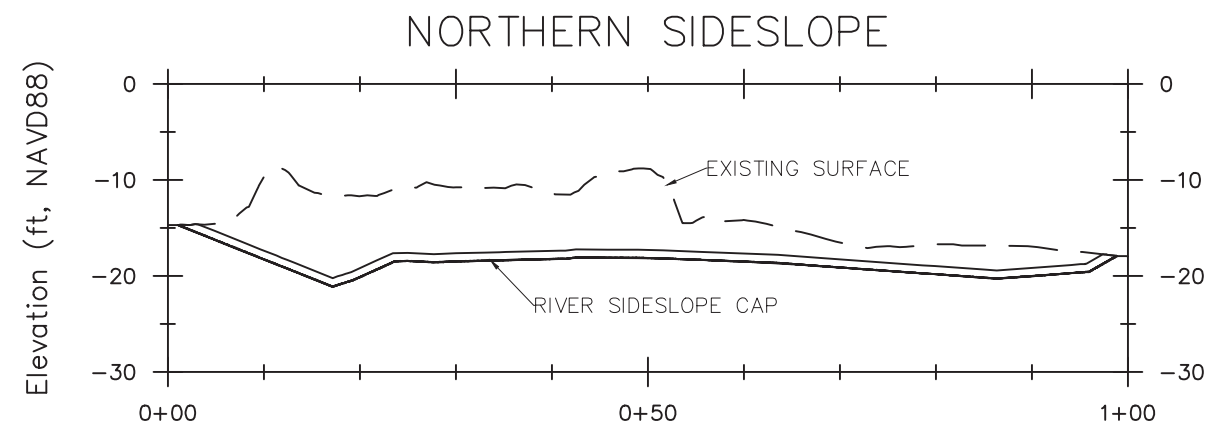 NORTHERN SIDESLOPE
Elevation (ft, NAVD88)
0
0
-10
-10
EXISTING SURFACE
-20
-20
RIVER SIDESLOPE CAP
-30
-30
0+00
0+50
1+00